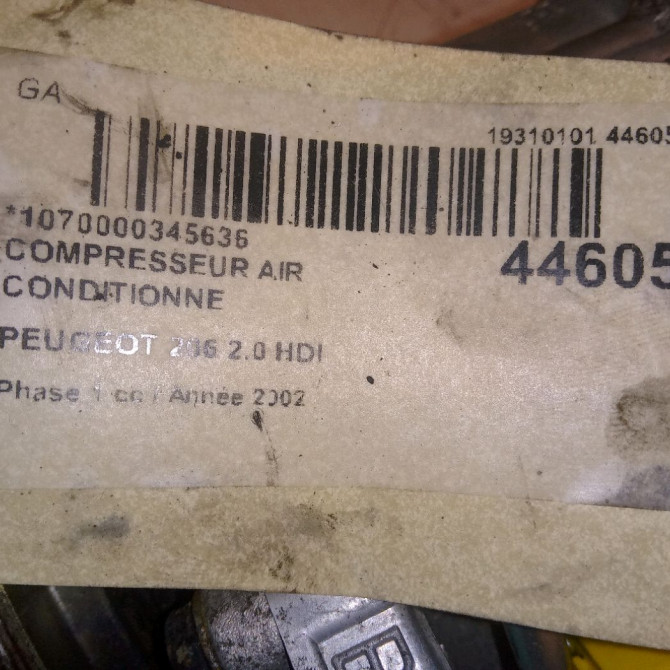 GA
19310101 44605
*1070000345636
44605
COMPRESSEUR AIR
CONDITIONNE
PEUGEOT 206 2.0 HDI
Phase 1 cc / Année 2002